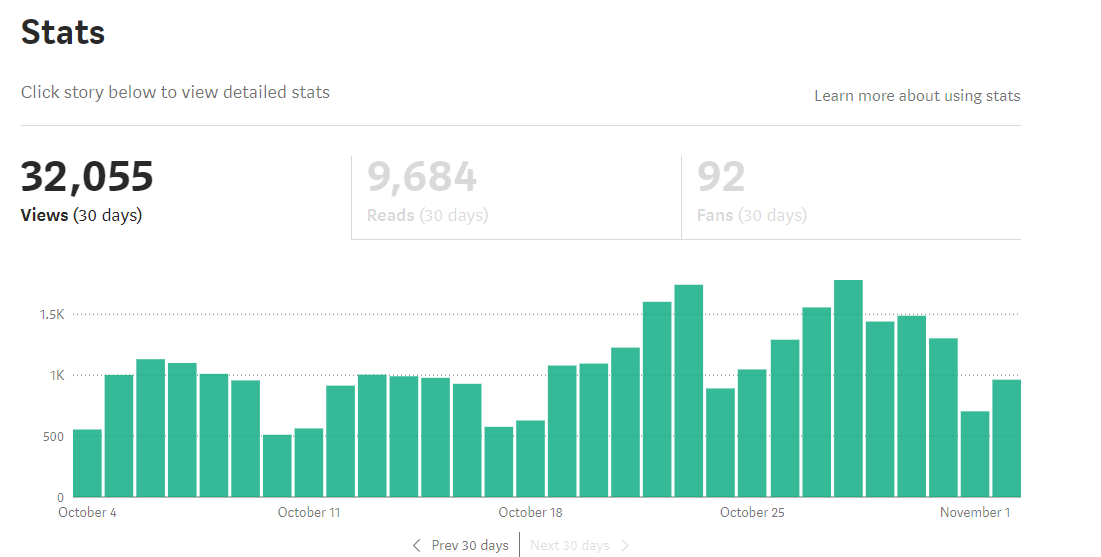 Stats
Click story below to view detailed stats
Learn more about using stats
32,055
Views (30 days)
9,684
Reads (30 days)
92
Fans (30 days)
1.5K
1K
500
0
October 4 October 11 October 18 October 25 November 1
Prev 30 days Next 30 days